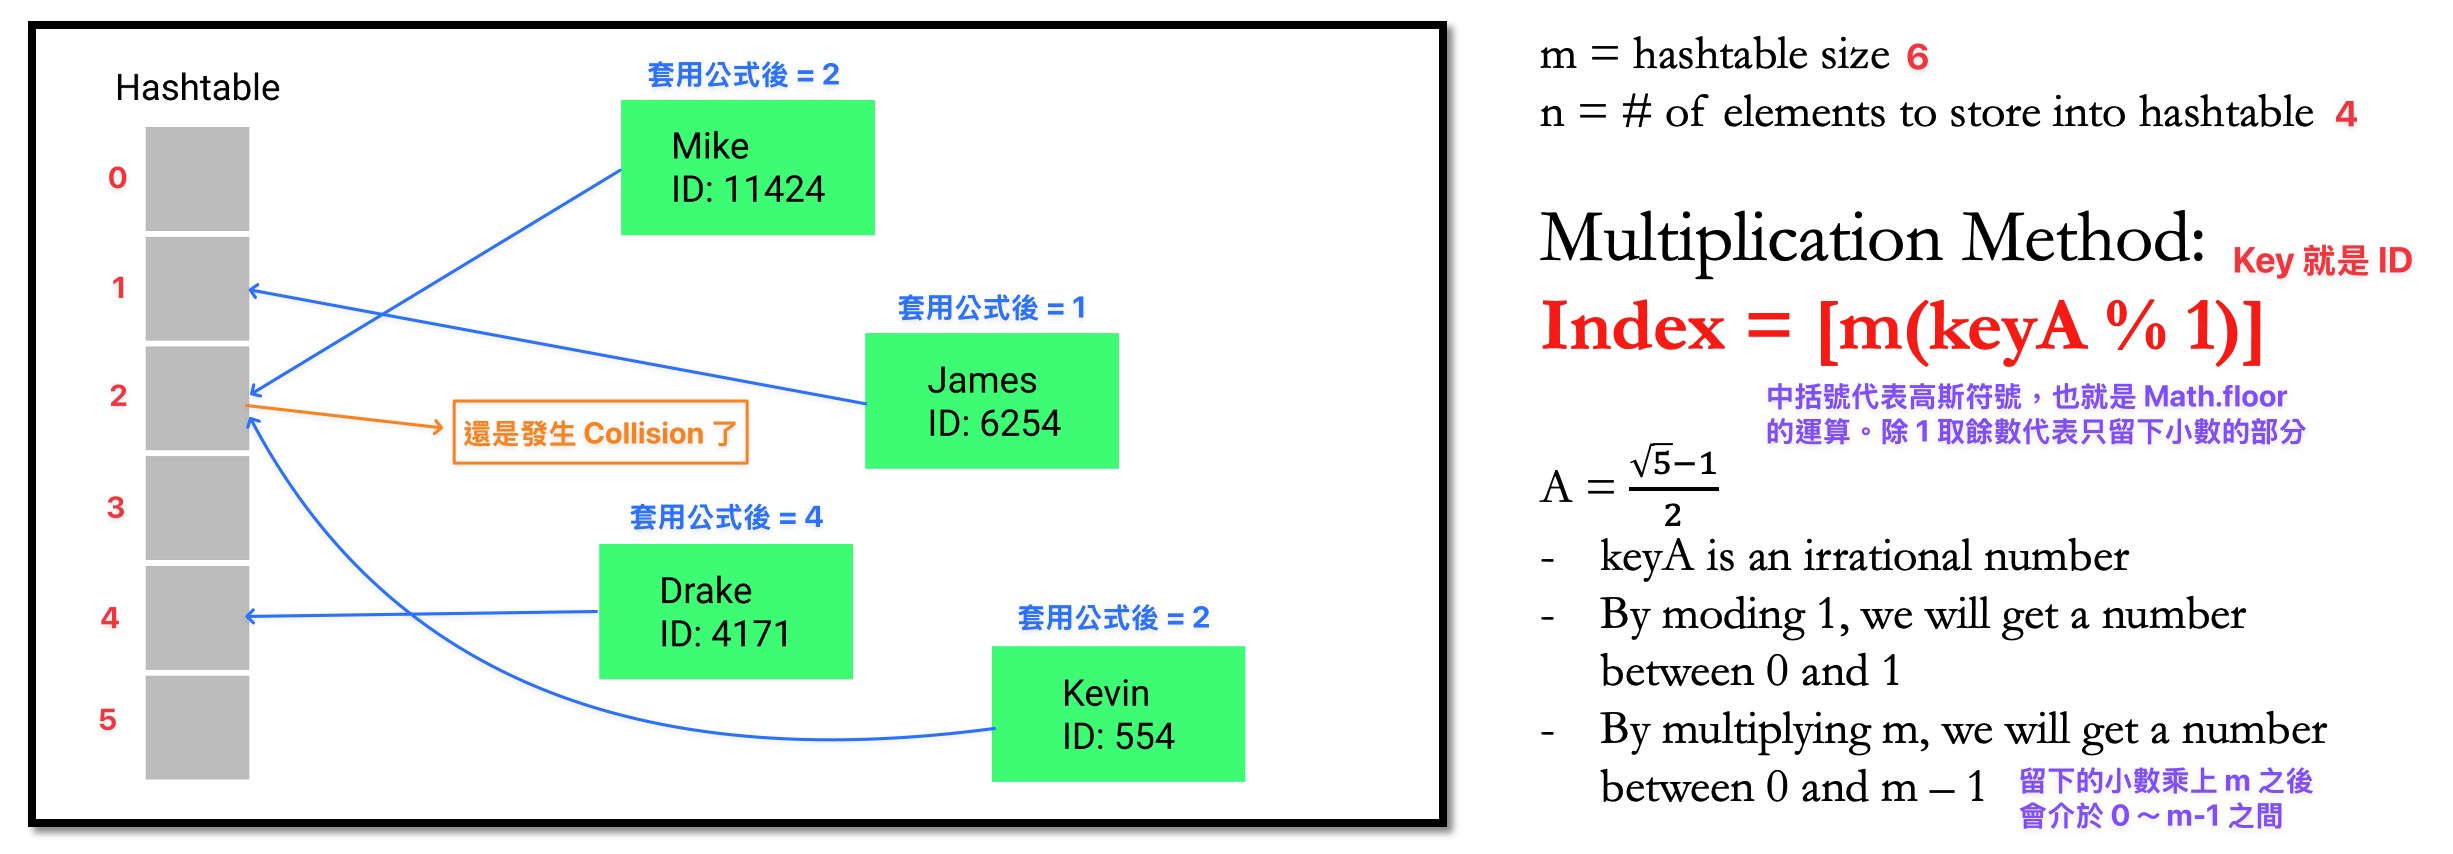 Hashtable
0
1
2
3
4
5
套用公式後 = 2
Mike
ID: 11424
套用公式後 = 1
James
ID: 6254
還是發生 Collision 了
套用公式後 = 4
Drake
ID: 4171
套用公式後 = 2
Kevin
ID: 554
m = hashtable size 6
n = # of elements to store into hashtable 4
Multiplication Method: Key 就是 ID
Index = [m(keyA % 1)]
中括號代表高斯符號，也就是 Math.floor
的運算。除 1 取餘數代表只留下小數的部分
A = \frac{\sqrt{5}-1}{2}
- keyA is an irrational number
- By moding 1, we will get a number
between 0 and 1
- By multiplying m, we will get a number
between 0 and m – 1
留下的小數乘上 m 之後
會介於 0～m-1 之間